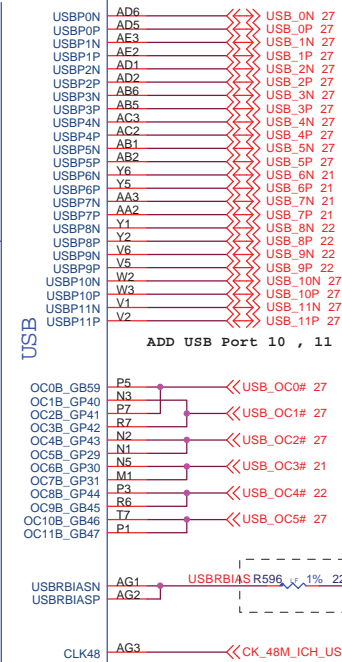 USBP0N AD6 USB_0N 27
USBP0P AD5 USB_0P 27
USBP1N AE3 USB_1N 27
USBP1P AE2 USB_1P 27
USBP2N AD1 USB_2N 27
USBP2P AD2 USB_2P 27
USBP3N AB6 USB_3N 27
USBP3P AB5 USB_3P 27
USBP4N AC3 USB_4N 27
USBP4P AC2 USB_4P 27
USBP5N AB1 USB_5N 27
USBP5P AB2 USB_5P 27
USBP6N Y6 USB_6N 21
USBP6P Y5 USB_6P 21
USBP7N AA3 USB_7N 21
USBP7P AA2 USB_7P 21
USBP8N Y1 USB_8N 22
USBP8P Y2 USB_8P 22
USBP9N V6 USB_9N 22
USBP9P V5 USB_9P 22
USBP10N W2 USB_10N 27
USBP10P W3 USB_10P 27
USBP11N V1 USB_11N 27
USBP11P V2 USB_11P 27
USB
ADD USB Port 10 , 11
OC0B_GB59 P5 USB_OC0# 27
OC1B_GP40 N3
OC2B_GP41 P7 USB_OC1# 27
OC3B_GP42 R7
OC4B_GP43 N2 USB_OC2# 27
OC5B_GP29 N1
OC6B_GP30 N5 USB_OC3# 21
OC7B_GP31 M1
OC8B_GP44 P3 USB_OC4# 22
OC9B_GB45 R6
OC10B_GB46 T7 USB_OC5# 27
OC11B_GB47 P1
USBRBIASN AG1 USBRBIAS R596 LF 1% 22
USBRBIASP AG2
CLK48 AG3 CK_48M_ICH_US